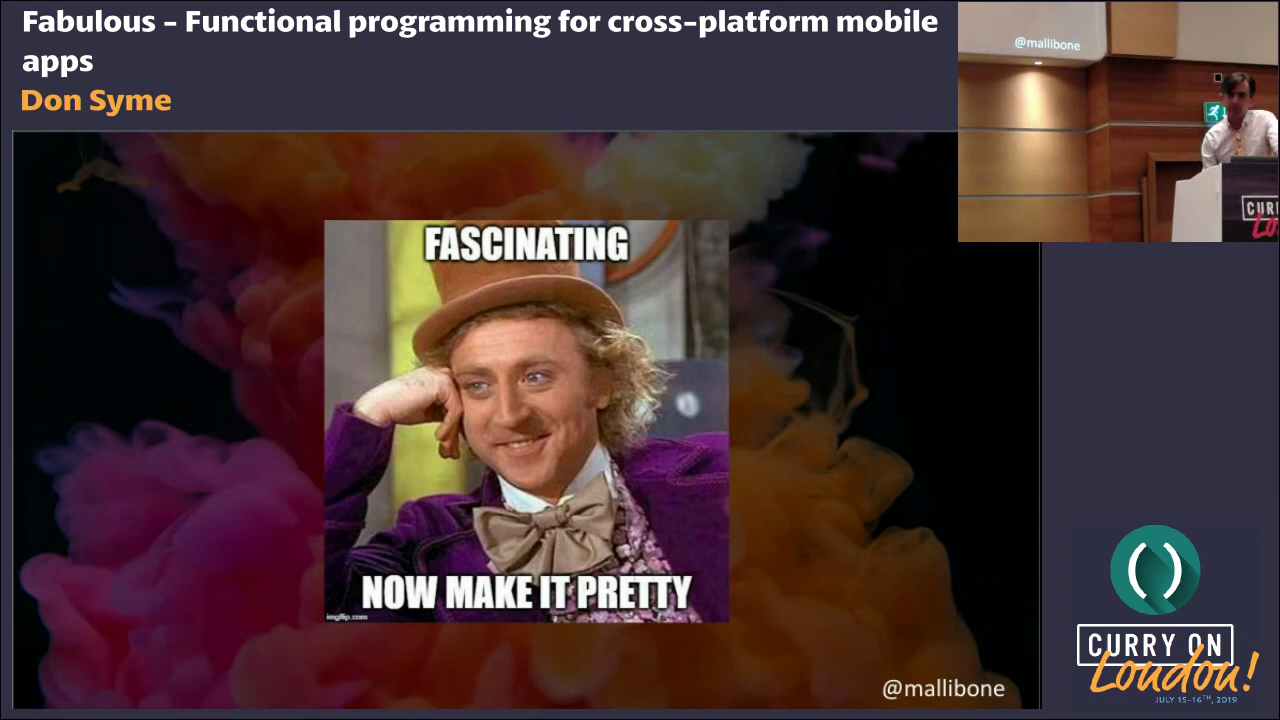 Fabulous - Functional programming for cross-platform mobile
apps
Don Syme
@mallibone
FASCINATING
NOW MAKE IT PRETTY
imgflip.com
@mallibone
CURRY ON
London!
JULY 15-16TH, 2019